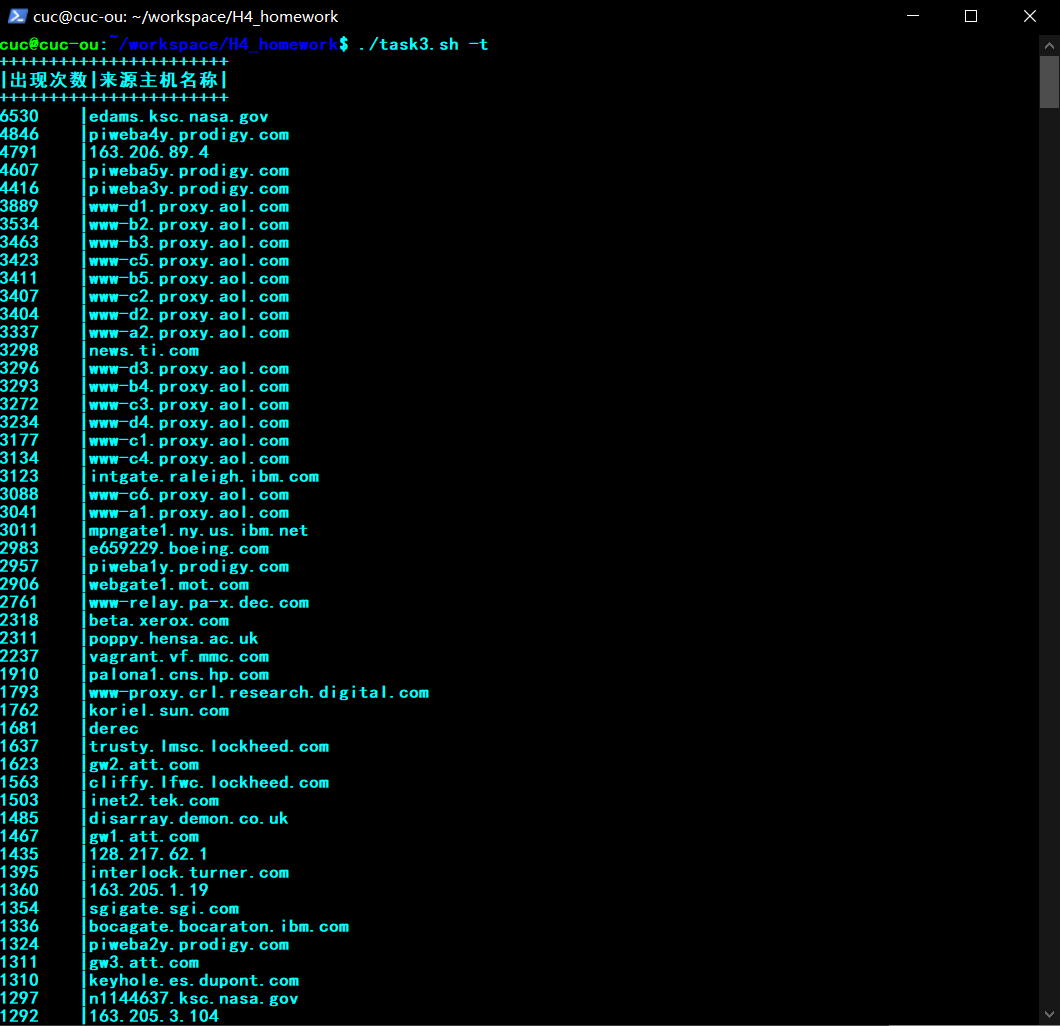 cuc@cuc-ou: ~/workspace/H4_homework
cuc@cuc-ou:~/workspace/H4_homework$ ./task3.sh -t
+++++++++++++++++++++++
|出现次数|来源主机名称|
+++++++++++++++++++++++
6530 |edams.ksc.nasa.gov
4846 |piweba4y.prodigy.com
4791 |163.206.89.4
4607 |piweba5y.prodigy.com
4416 |piweba3y.prodigy.com
3889 |www-d1.proxy.aol.com
3534 |www-b2.proxy.aol.com
3463 |www-b3.proxy.aol.com
3423 |www-c5.proxy.aol.com
3411 |www-b5.proxy.aol.com
3407 |www-c2.proxy.aol.com
3404 |www-d2.proxy.aol.com
3337 |www-a2.proxy.aol.com
3298 |news.ti.com
3296 |www-d3.proxy.aol.com
3293 |www-b4.proxy.aol.com
3272 |www-c3.proxy.aol.com
3234 |www-d4.proxy.aol.com
3177 |www-c1.proxy.aol.com
3134 |www-c4.proxy.aol.com
3123 |intgate.raleigh.ibm.com
3088 |www-c6.proxy.aol.com
3041 |www-a1.proxy.aol.com
3011 |mpngate1.ny.us.ibm.net
2983 |e659229.boeing.com
2957 |piweba1y.prodigy.com
2906 |webgate1.mot.com
2761 |www-relay.pa-x.dec.com
2318 |beta.xerox.com
2311 |poppy.hensa.ac.uk
2237 |vagrant.vf.mmc.com
1910 |palona1.cns.hp.com
1793 |www-proxy.crl.research.digital.com
1762 |koriel.sun.com
1681 |derec
1637 |trusty.lmsc.lockheed.com
1623 |gw2.att.com
1563 |cliffy.lfwc.lockheed.com
1503 |inet2.tek.com
1485 |disarray.demon.co.uk
1467 |gw1.att.com
1435 |128.217.62.1
1395 |interlock.turner.com
1360 |163.205.1.19
1354 |sgigate.sgi.com
1336 |bocagate.bocaraton.ibm.com
1324 |piweba2y.prodigy.com
1311 |gw3.att.com
1310 |keyhole.es.dupont.com
1297 |n1144637.ksc.nasa.gov
1292 |163.205.3.104